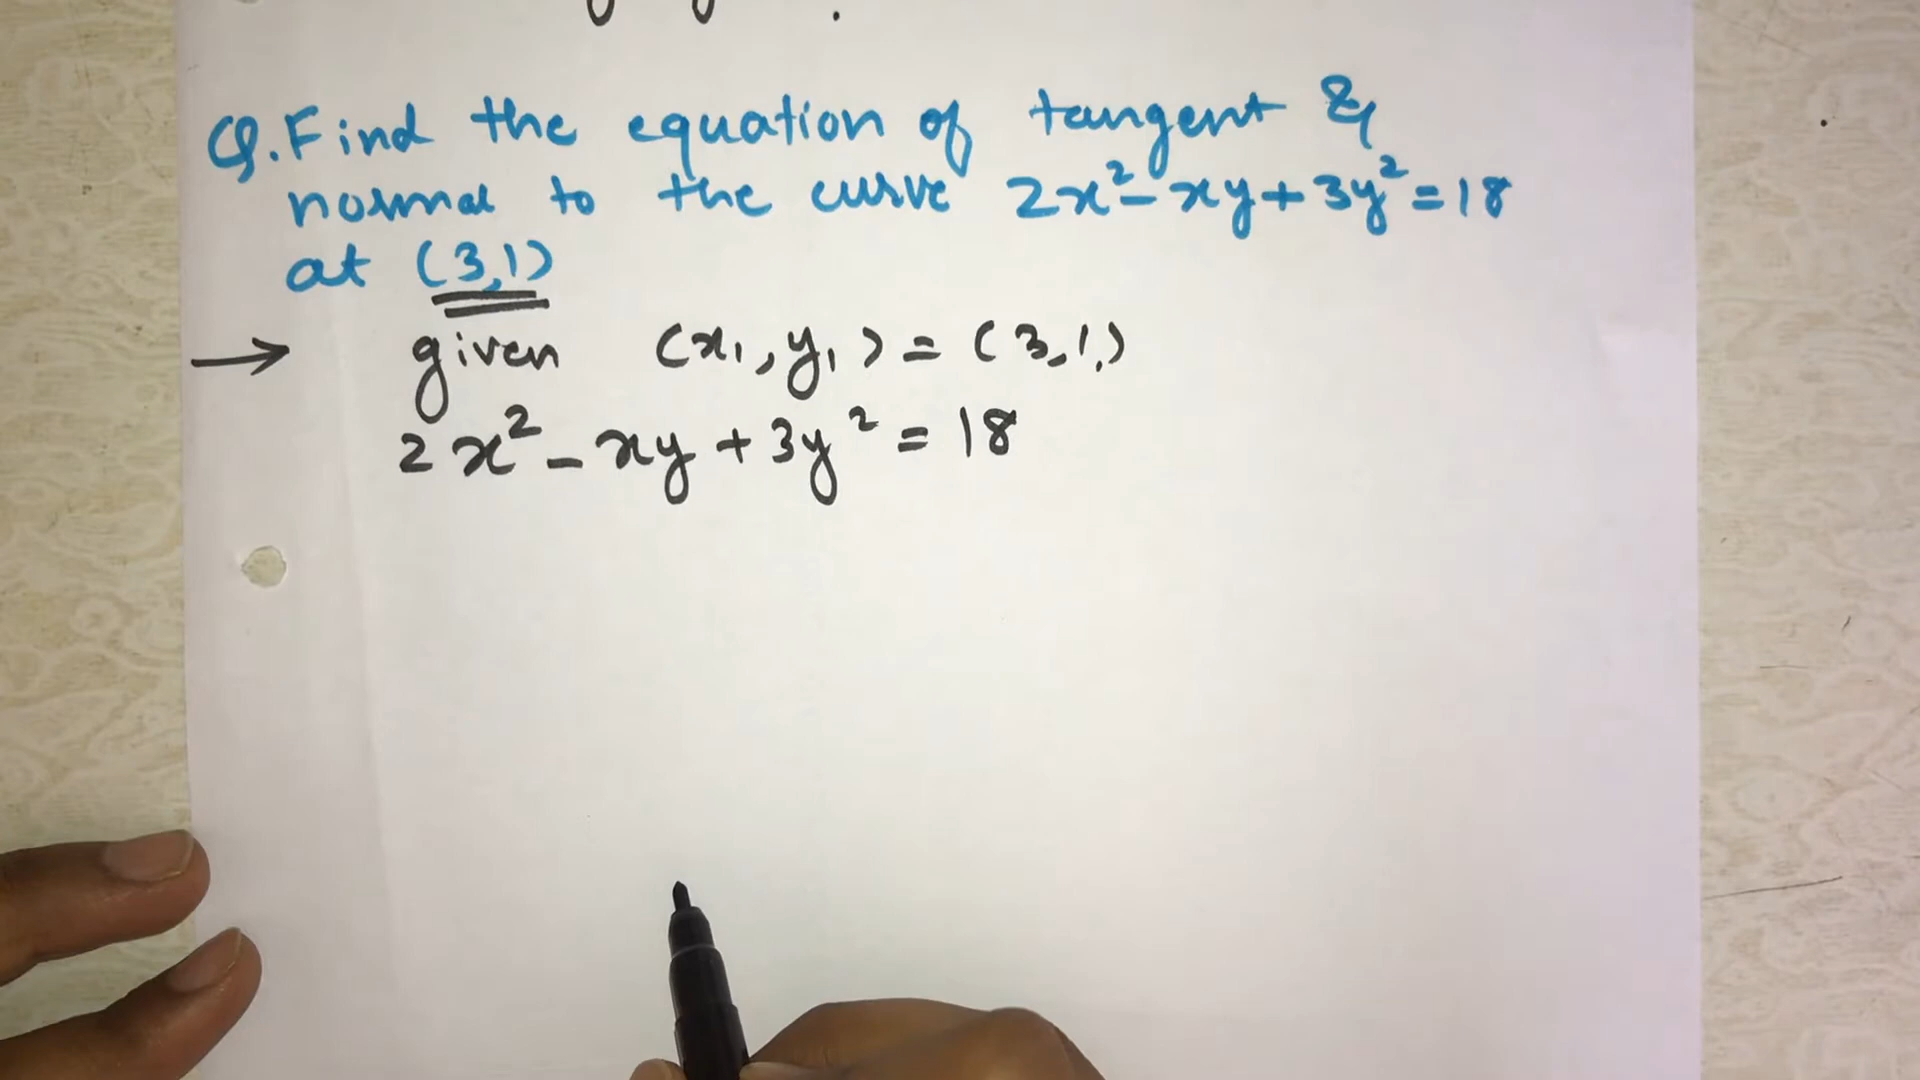 Q. Find the equation of tangent &
normal to the curve 2x² - xy + 3y² = 18
at (3,1)
→ given (x₁, y₁) = (3,1)
2x² - xy + 3y² = 18